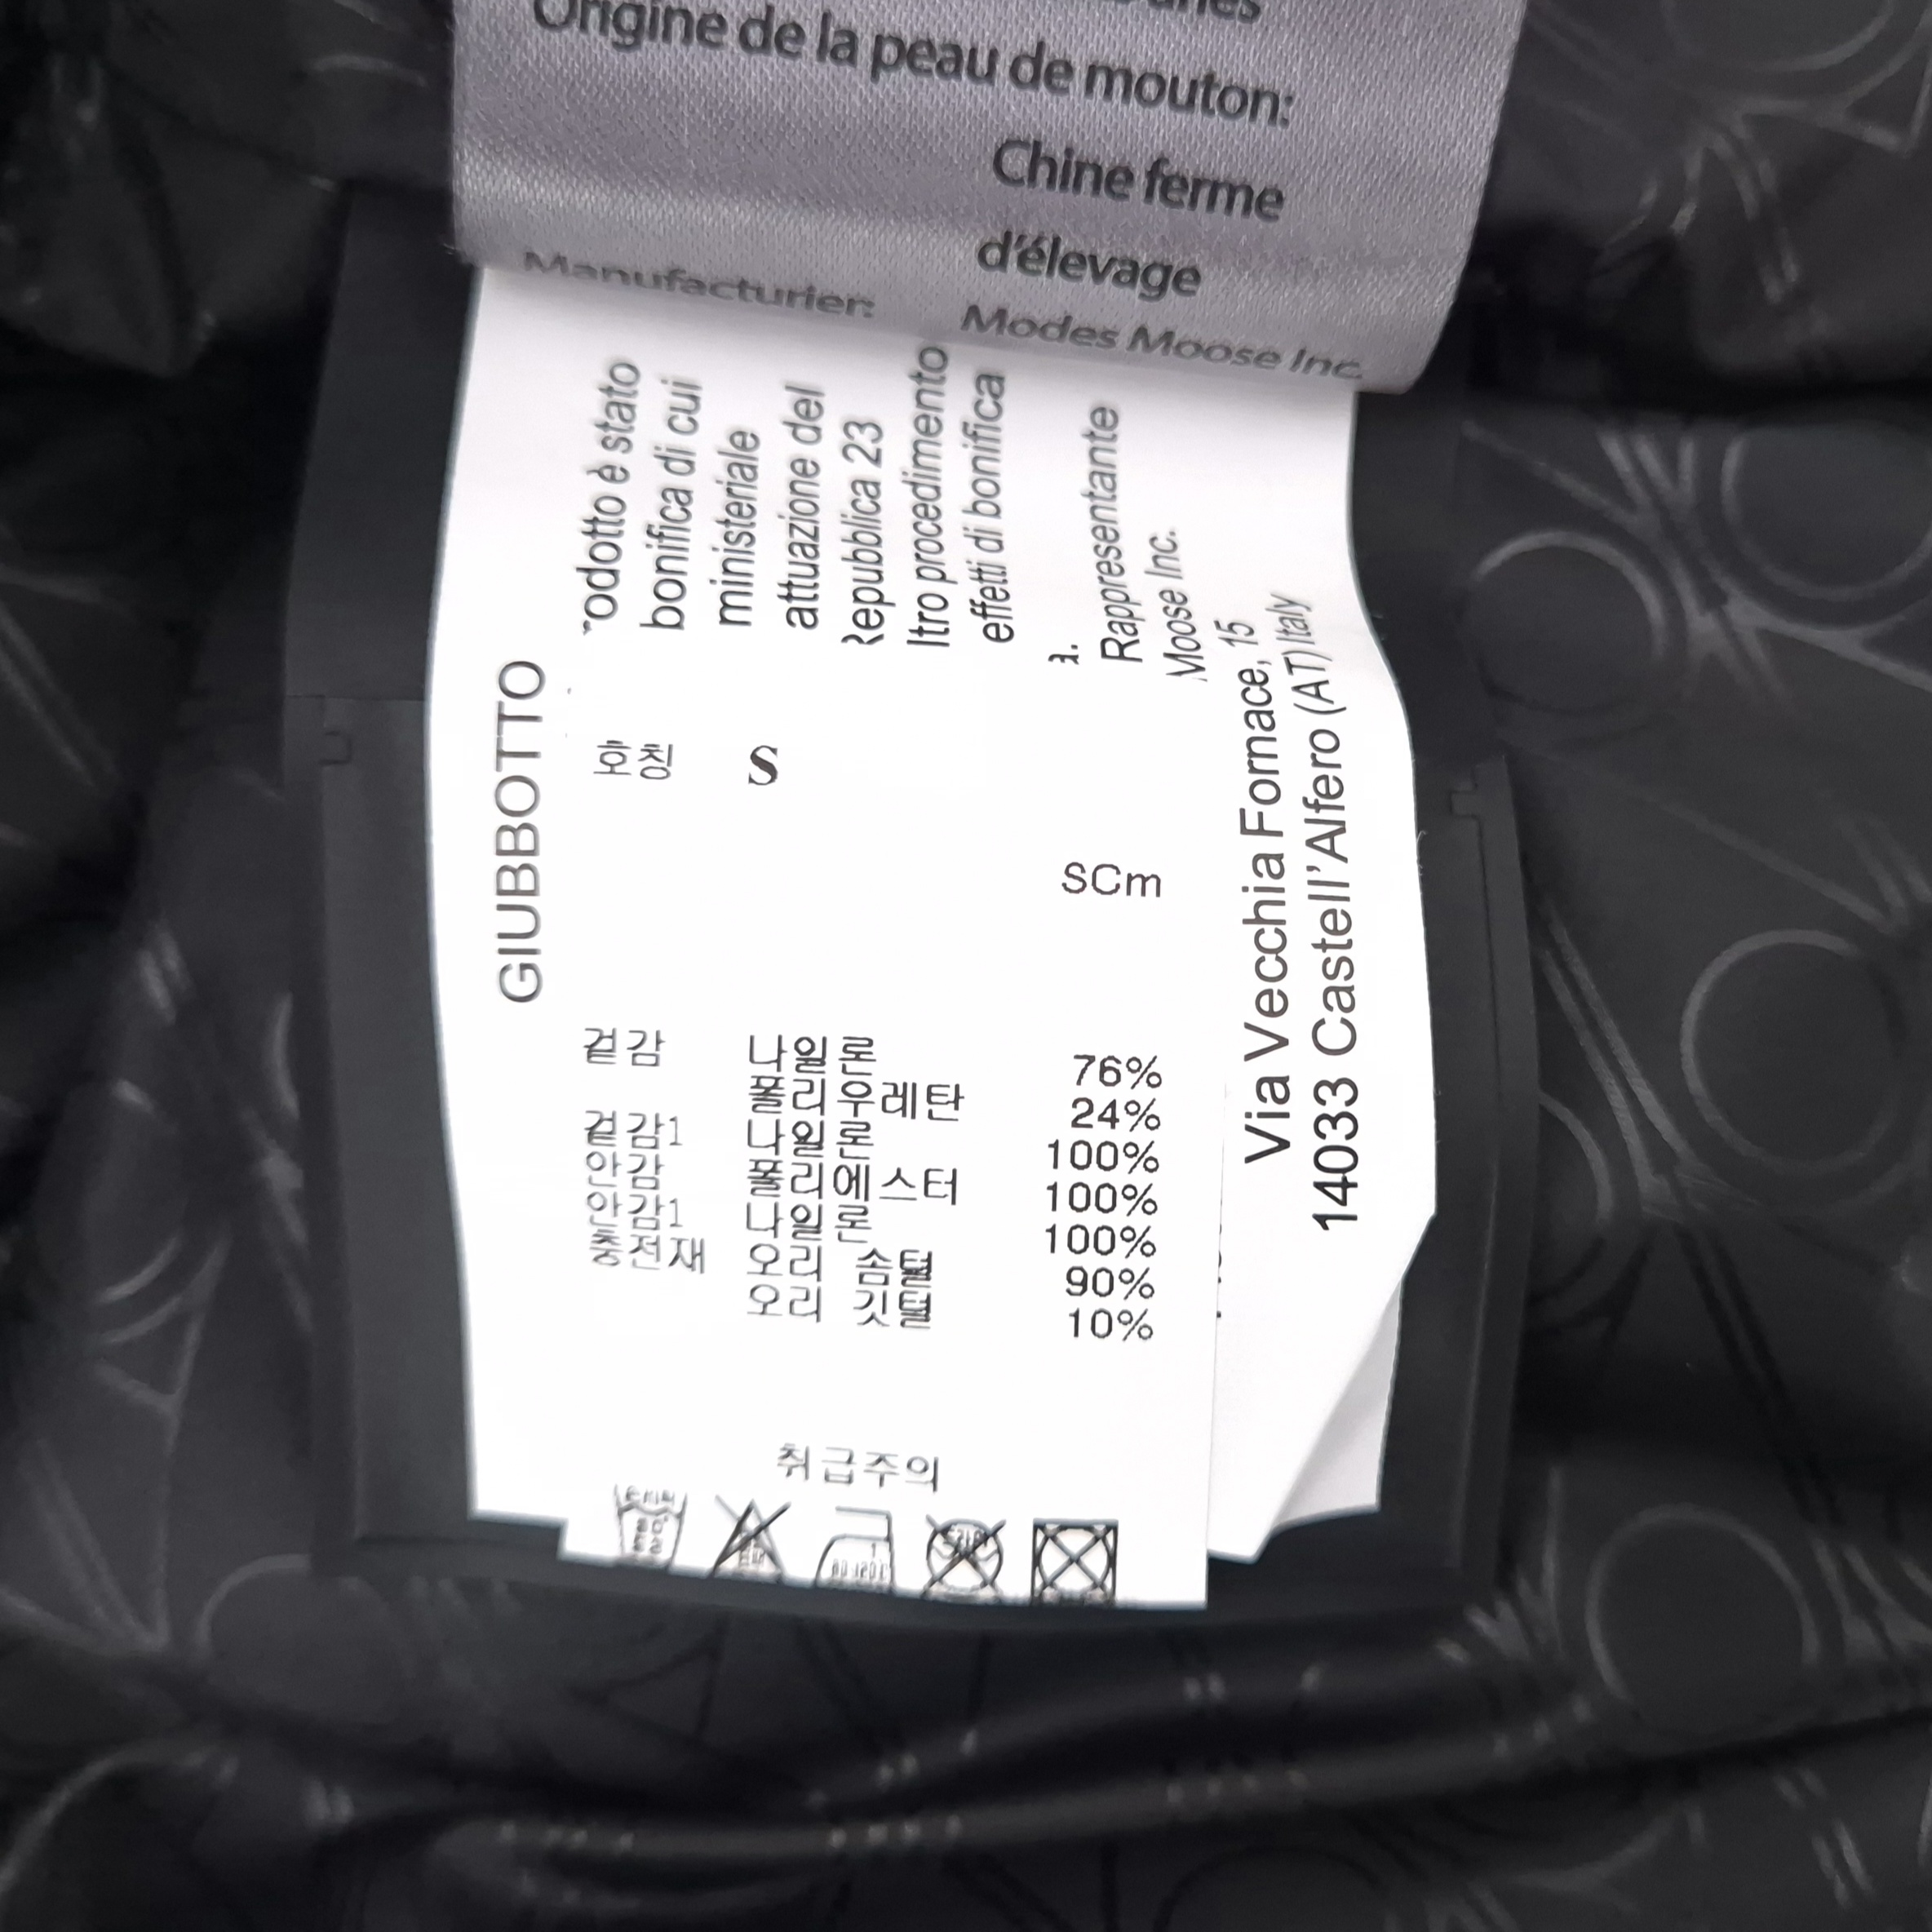 Origine de la peau de mouton:
Chine ferme
d'élevage
Manufacturier: Modes Moose Inc.
GIUBBOTTO
è stato
bonifica di cui
ministeriale
attuazione del
23
procedimento
effetti di bonifica
Rappresentante
Moose Inc.
Via Vecchia Fornace, 15
14033 Castell'Alfero (AT) Italy
호칭 S
SCm
겉감 나일론 76%
폴리우레탄 24%
겉감1 나일론 100%
안감 폴리에스터 100%
안감1 나일론 100%
충전재 오리 솜털 90%
오리 깃털 10%
취급주의